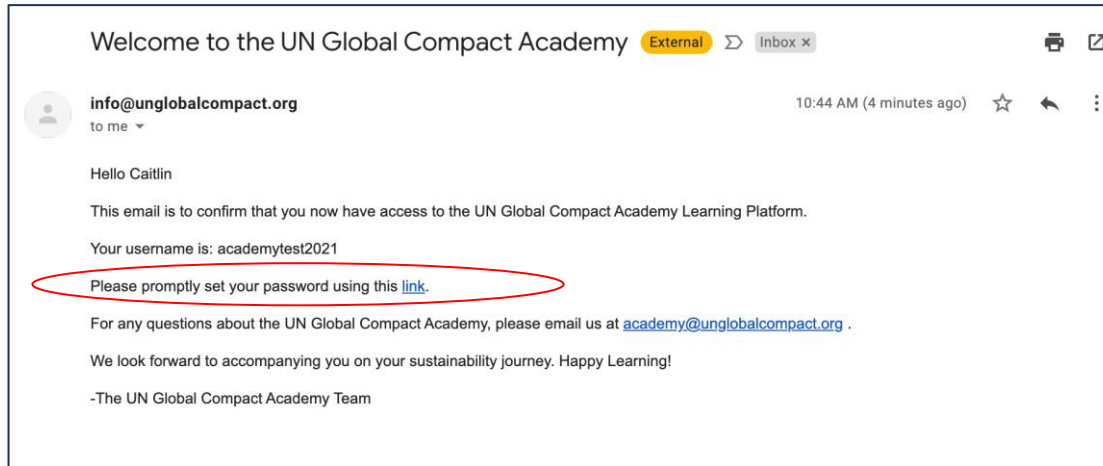 Welcome to the UN Global Compact Academy External Inbox ×
info@unglobalcompact.org 10:44 AM (4 minutes ago)
to me
Hello Caitlin
This email is to confirm that you now have access to the UN Global Compact Academy Learning Platform.
Your username is: academytest2021
Please promptly set your password using this link.
For any questions about the UN Global Compact Academy, please email us at academy@unglobalcompact.org .
We look forward to accompanying you on your sustainability journey. Happy Learning!
-The UN Global Compact Academy Team